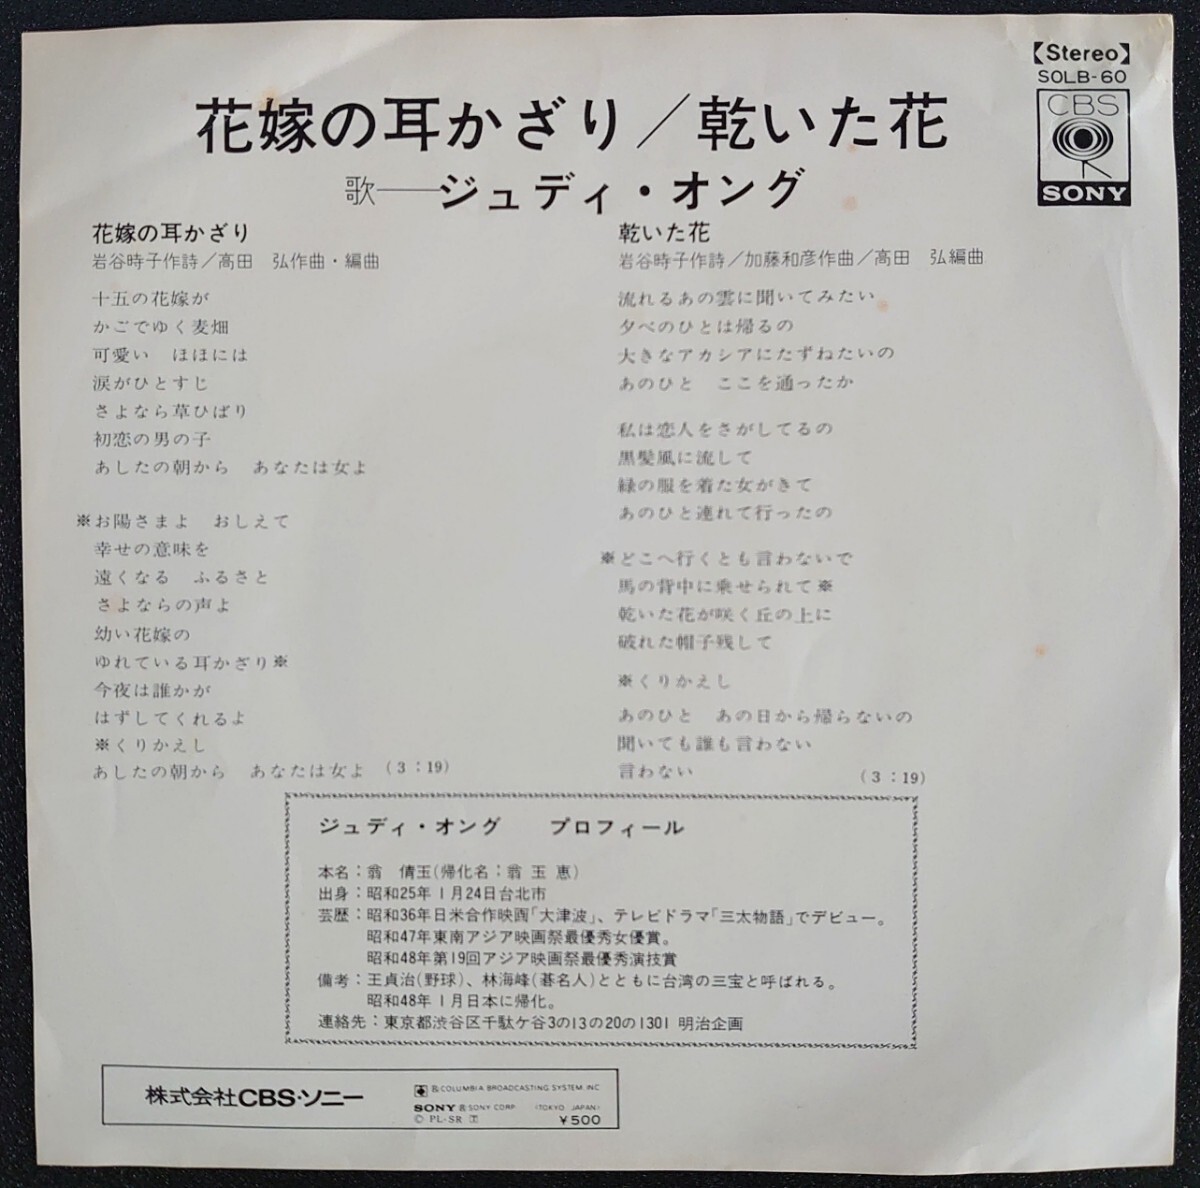 【Stereo】
SOLB-60
CBS
SONY
花嫁の耳かざり／乾いた花
歌──ジュディ・オング
花嫁の耳かざり
岩谷時子作詩／高田 弘作曲・編曲
十五の花嫁が
かごでゆく麦畑
可愛い ほほには
涙がひとすじ
さよなら草ひばり
初恋の男の子
あしたの朝から あなたは女よ
※お陽さまよ おしえて
幸せの意味を
遠くなる ふるさと
さよならの声よ
幼い花嫁の
ゆれている耳かざり※
今夜は誰かが
はずしてくれるよ
※くりかえし
あしたの朝から あなたは女よ (3：19)
乾いた花
岩谷時子作詩／加藤和彦作曲／高田 弘編曲
流れるあの雲に聞いてみたい
夕べのひとは帰るの
大きなアカシアにたずねたいの
あのひと ここを通ったか
私は恋人をさがしてるの
黒髪風に流して
緑の服を着た女がきて
あのひと連れて行ったの
※どこへ行くとも言わないで
馬の背中に乗せられて※
乾いた花が咲く丘の上に
破れた帽子残して
※くりかえし
あのひと あの日から帰らないの
聞いても誰も言わない
言わない (3：19)
ジュディ・オング プロフィール
本名：翁 倩玉(帰化名：翁 玉 恵)
出身：昭和25年1月24日台北市
芸歴：昭和36年日米合作映画「大津波」、テレビドラマ「三太物語」でデビュー。
昭和47年東南アジア映画祭最優秀女優賞。
昭和48年第19回アジア映画祭最優秀演技賞
備考：王貞治(野球)、林海峰(碁名人)とともに台湾の三宝と呼ばれる。
昭和48年1月日本に帰化。
連絡先：東京都渋谷区千駄ケ谷3の13の20の1301 明治企画
株式会社CBS・ソニー
COLUMBIA BROADCASTING SYSTEM, INC
SONY SONY CORP (TOKYO JAPAN)
Ⓒ PL-SR ¥500